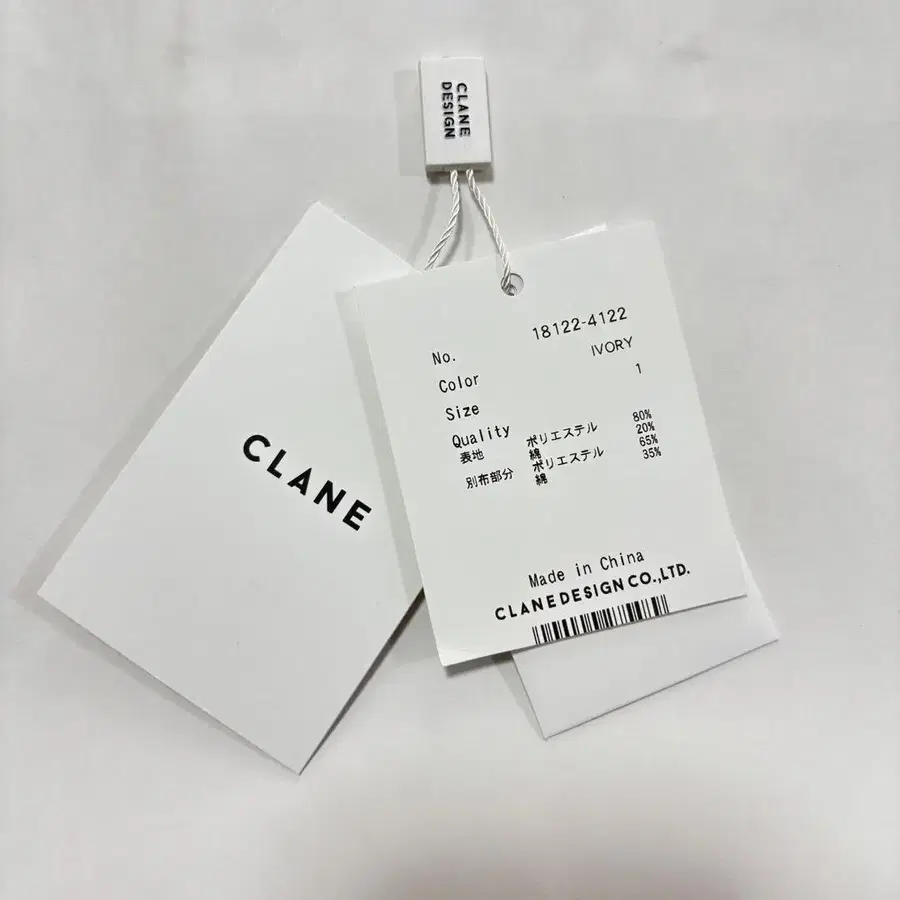 CLANE
DESIGN
CLANE
No. 18122-4122
Color IVORY
Size 1
Quality
表地 ポリエステル 80%
綿 20%
別布部分 ポリエステル 65%
綿 35%
Made in China
CLANE DESIGN CO.,LTD.